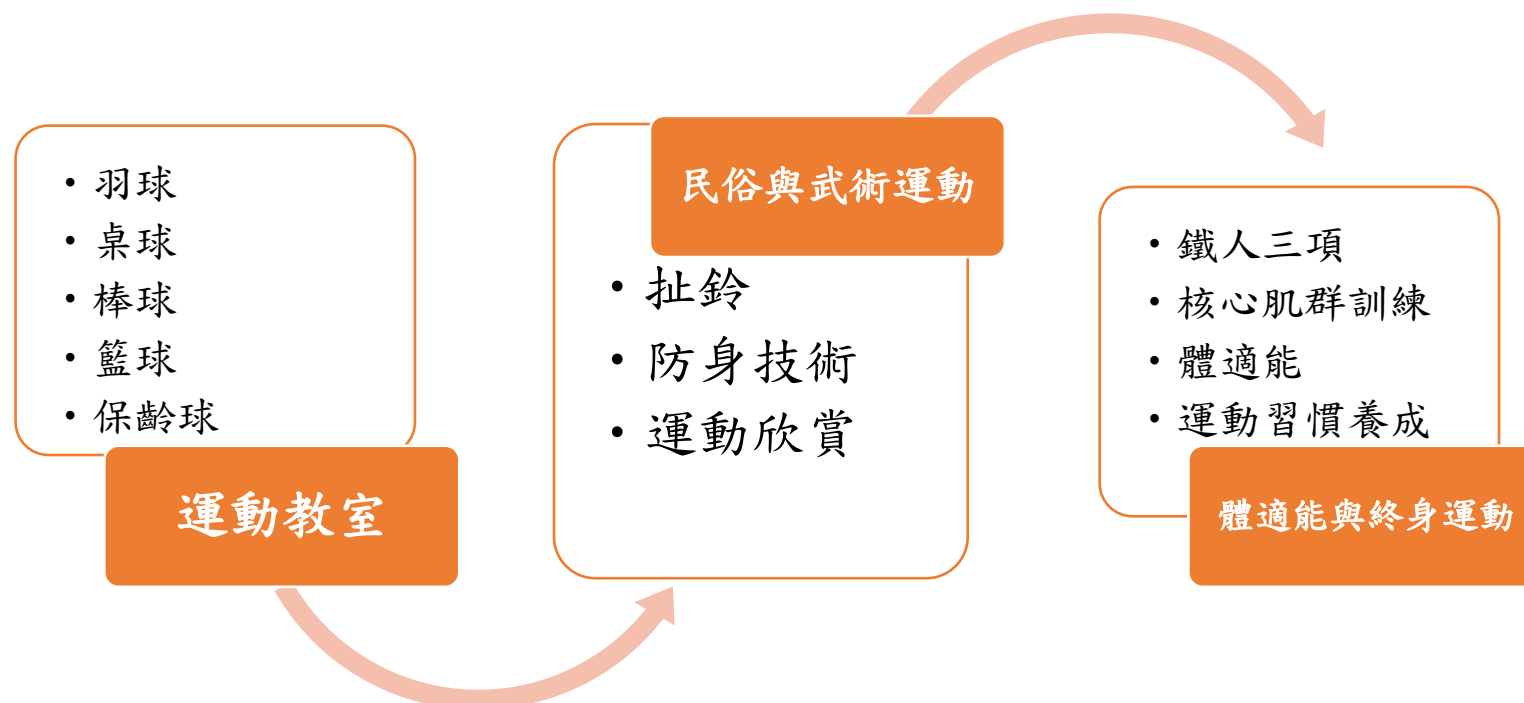 • 羽球
• 桌球
• 棒球
• 籃球
• 保齡球
運動教室
民俗與武術運動
• 扯鈴
• 防身技術
• 運動欣賞
• 鐵人三項
• 核心肌群訓練
• 體適能
• 運動習慣養成
體適能與終身運動